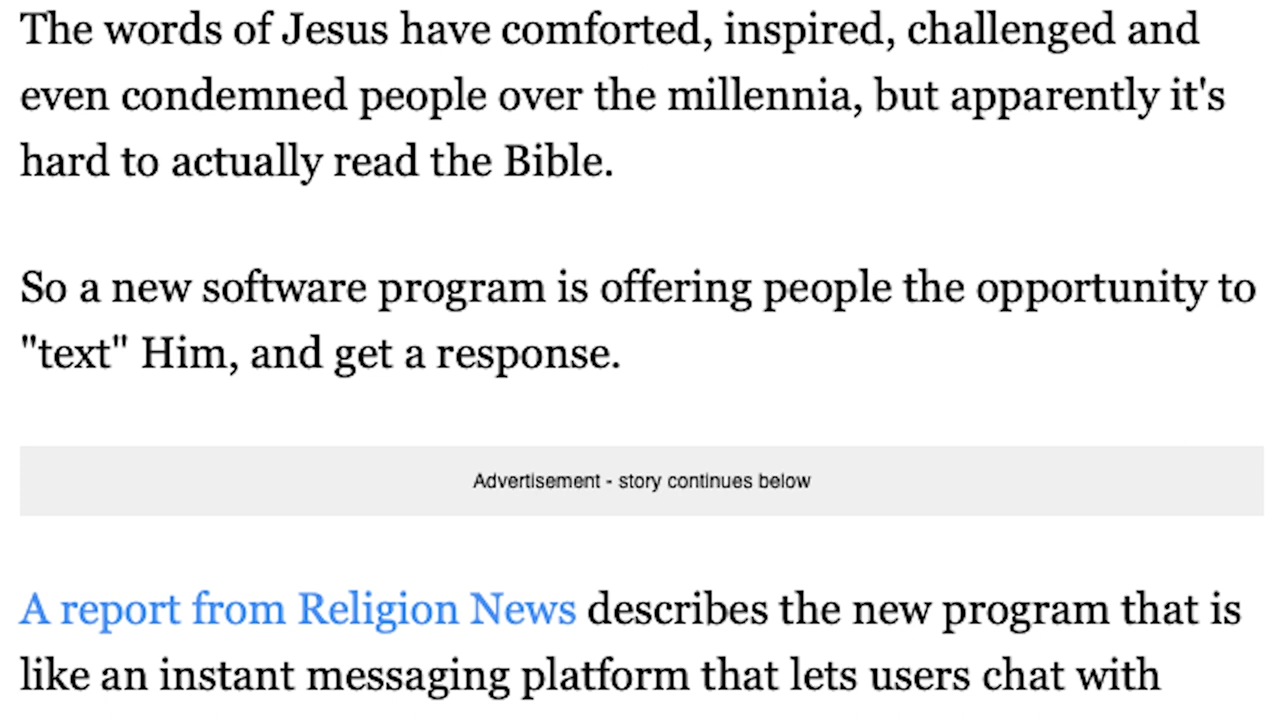 The words of Jesus have comforted, inspired, challenged and
even condemned people over the millennia, but apparently it's
hard to actually read the Bible.
So a new software program is offering people the opportunity to
"text" Him, and get a response.
Advertisement - story continues below
A report from Religion News describes the new program that is
like an instant messaging platform that lets users chat with